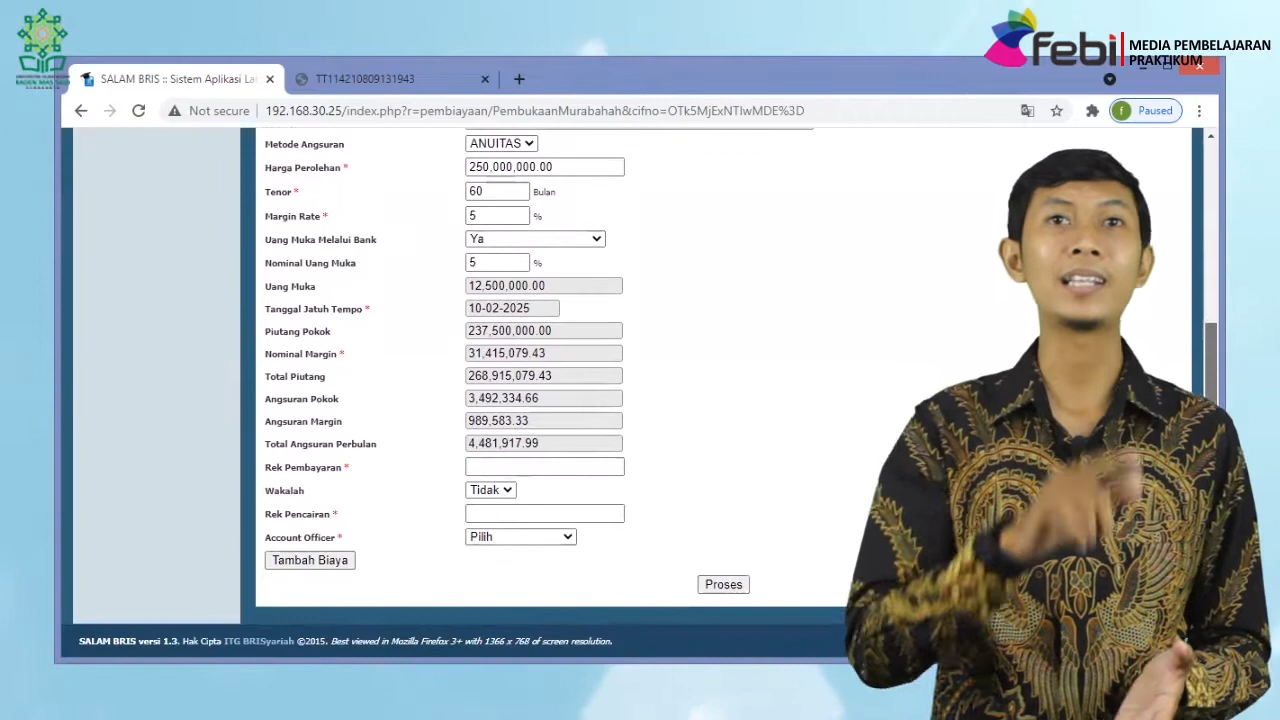 febi
MEDIA PEMBELAJARAN
PRAKTIKUM
SALAM BRIS :: Sistem Aplikasi La
TT114210809131943
Not secure
192.168.30.25/index.php?r=pembiayaan/PembukaanMurabahah&cifno=OTk5MjExNTIwMDE%3D
f Paused
Metode Angsuran ANUITAS
Harga Perolehan * 250,000,000.00
Tenor * 60 Bulan
Margin Rate * 5 %
Uang Muka Melalui Bank Ya
Nominal Uang Muka 5 %
Uang Muka 12,500,000.00
Tanggal Jatuh Tempo * 10-02-2025
Piutang Pokok 237,500,000.00
Nominal Margin * 31,415,079.43
Total Piutang 268,915,079.43
Angsuran Pokok 3,492,334.66
Angsuran Margin 989,583.33
Total Angsuran Perbulan 4,481,917.99
Rek Pembayaran *
Wakalah Tidak
Rek Pencairan *
Account Officer * Pilih
Tambah Biaya
Proses
SALAM BRIS versi 1.3. Hak Cipta ITG BRISyariah ©2015. Best viewed in Mozilla Firefox 3+ with 1366 x 768 of screen resolution.